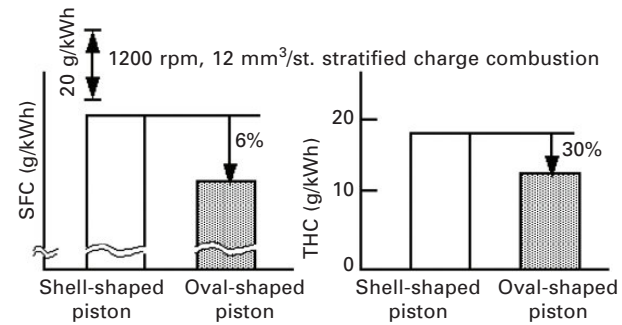 20 g/kWh
1200 rpm, 12 mm³/st. stratified charge combustion
SFC (g/kWh)
6%
Shell-shaped
piston
Oval-shaped
piston
THC (g/kWh)
20
10
0
30%
Shell-shaped
piston
Oval-shaped
piston